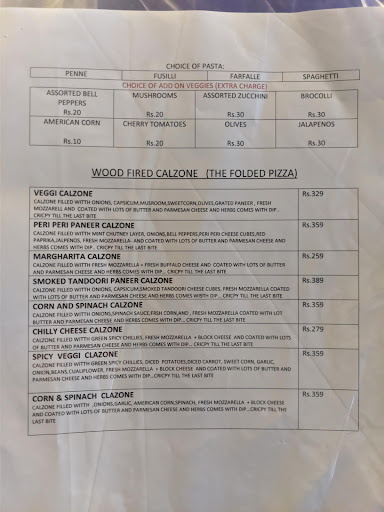 CHOICE OF PASTA:
PENNE FUSILLI FARFALLE SPAGHETTI
CHOICE OF ADD ON VEGGIES (EXTRA CHARGE)
ASSORTED BELL PEPPERS Rs.20 MUSHROOMS Rs.20 ASSORTED ZUCCHINI Rs.30 BROCOLLI Rs.30
AMERICAN CORN Rs.10 CHERRY TOMATOES Rs.20 OLIVES Rs.30 JALAPENOS Rs.30
WOOD FIRED CALZONE (THE FOLDED PIZZA)
VEGGI CALZONE Rs.329
CALZONE FILLED WITTH ONIONS, CAPSICUM,MUSROOM,SWEETCORN,OLIVES,GRATED PANEER , FRESH
MOZZARELL AND COATED WITH LOTS OF BUTTER AND PARMESAN CHEESE AND HERBS COMES WITH DIP .
CRICPY TILL THE LAST BITE
PERI PERI PANEER CALZONE Rs.359
CALZONE FILLED WITH MINT CHUTNEY LAYER, ONIONS,BELL PEPPERS,PERI PERI CHEESE CUBES,RED
PAPRIKA,JALPENOS, FRESH MOZZARELLA- AND COATED WITH LOTS OF BUTTER AND PARMESAN CHEESE AND
HERBS COMES WITH DIP .. CRICPY TILL THE LAST BITE
MARGHARITA CALZONE Rs.259
CALZONE FILLED WITTH FRESH MOZZARELLA + FRESH BUFFALO CHEESE AND COATED WITH LOTS OF BUTTER
AND PARMESAN CHEESE AND HERBS COMES WITH DIP... CRICPY TILL THE LAST BITE
SMOKED TANDOORI PANEER CALZONE Rs.389
CALZONE FILLED WITTH ONIONS, CAPSICUM,SMOKED TANDOORI CHEESE CUBES, FRESH MOZZARELLA COATED
WITH LOTS OF BUTTER AND PARMESAN CHEESE AND HERBS COMES WITH DIP... CRICPY TILL THE LAST BITE
CORN AND SPINACH CALZONE Rs.359
CALZONE FILLED WITTH ONIONS,SPINACH SAUCE,FRSH CORN,AND , FRESH MOZZARELLA COATED WITH LOT
BUTTER AND PARMESAN CHEESE AND HERBS COMES WITH DIP... CRICPY TILL THE LAST BITE
CHILLY CHEESE CALZONE Rs.279
CALZONE FILLED WITTH GREEN SPICY CHILLIES, FRESH MOZZARELLA + BLOCK CHEESE AND COATED WITH LOTS OF
BUTTER AND PARMESAN CHEESE AND HERBS COMES WITH DIP...CRICPY TILL THE LAST BITE
SPICY VEGGI CLAZONE Rs.359
CALZONE FILLED WITTH GREEN SPICY CHILLIES, DICED POTATOES,DICED CARROT, SWEET CORN, GARLIC,
ONION,BEANS,CUALIFLOWER, FRESH MOZZARELLA + BLOCK CHEESE AND COATED WITH LOTS OF BUTTER AND
PARMESAN CHEESE AND HERBS COMES WITH DIP...CRICPY TILL THE LAST BITE
CORN & SPINACH CLAZONE Rs.359
CALZONE FILLED WITTH ,ONIONS,GARLIC, AMERICAN CORN,SPINACH, FRESH MOZZARELLA + BLOCK CHEESE
AND COATED WITH LOTS OF BUTTER AND PARMESAN CHEESE AND HERBS COMES WITH DIP...CRICPY TILL THE
LAST BITE